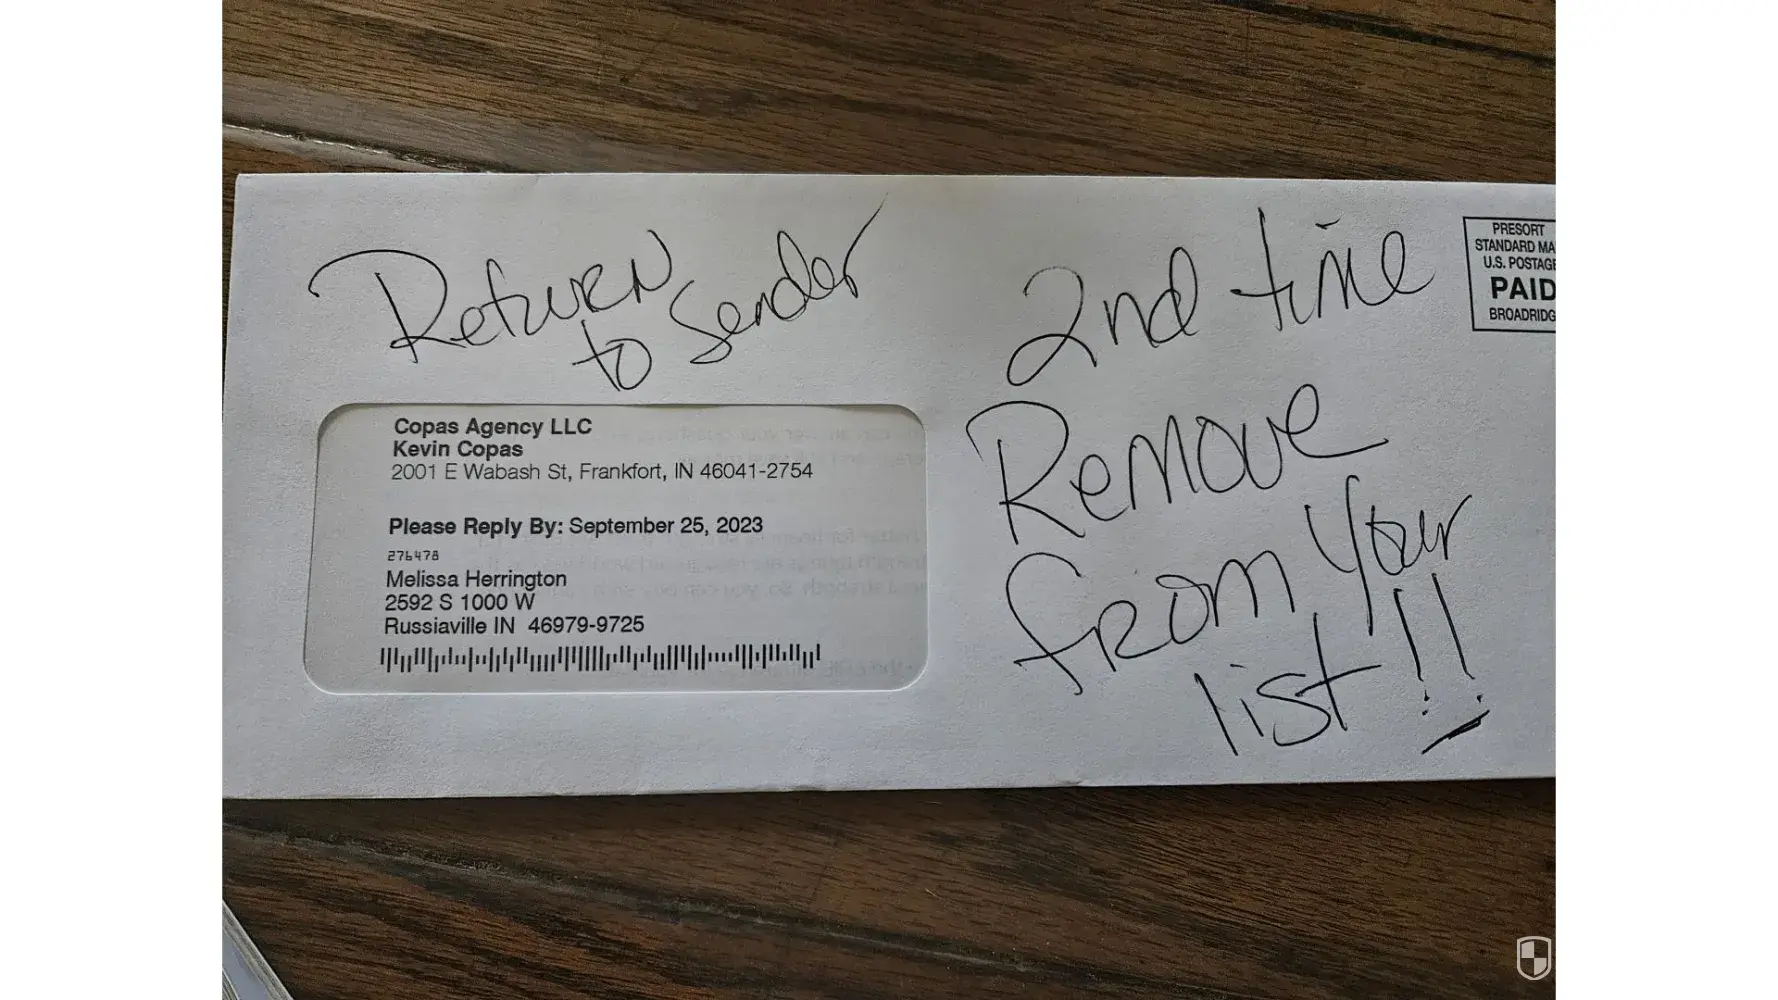 Return
to Sender
2nd time
Remove
from your
list!!
PRESORT
STANDARD MA
U.S. POSTAGE
PAID
BROADRIDG
Copas Agency LLC
Kevin Copas
2001 E Wabash St, Frankfort, IN 46041-2754
Please Reply By: September 25, 2023
276478
Melissa Herrington
2592 S 1000 W
Russiaville IN 46979-9725